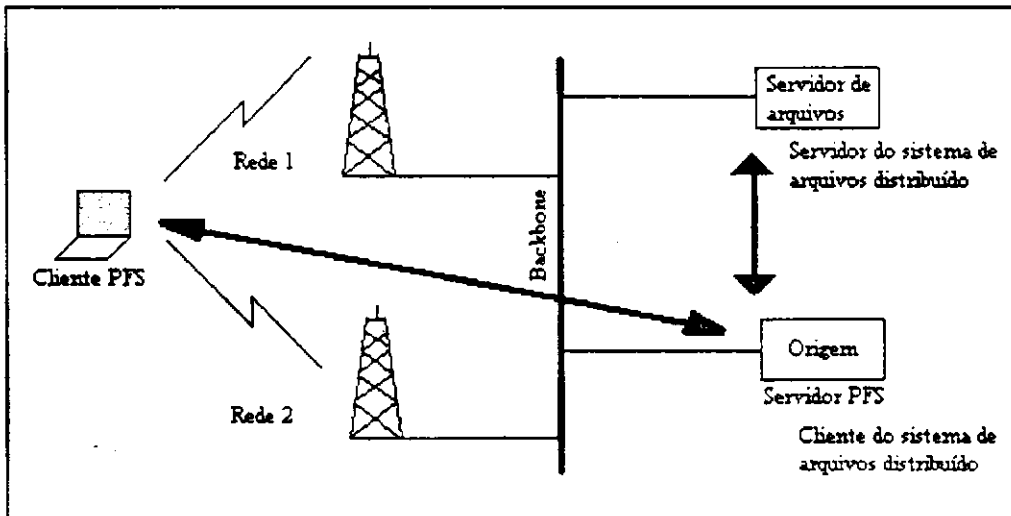 Servidor de
arquivos
Rede 1
Servidor do sistema de
arquivos distribuído
Backbone
Cliente PFS
Origem
Servidor PFS
Rede 2
Cliente do sistema de
arquivos distribuído